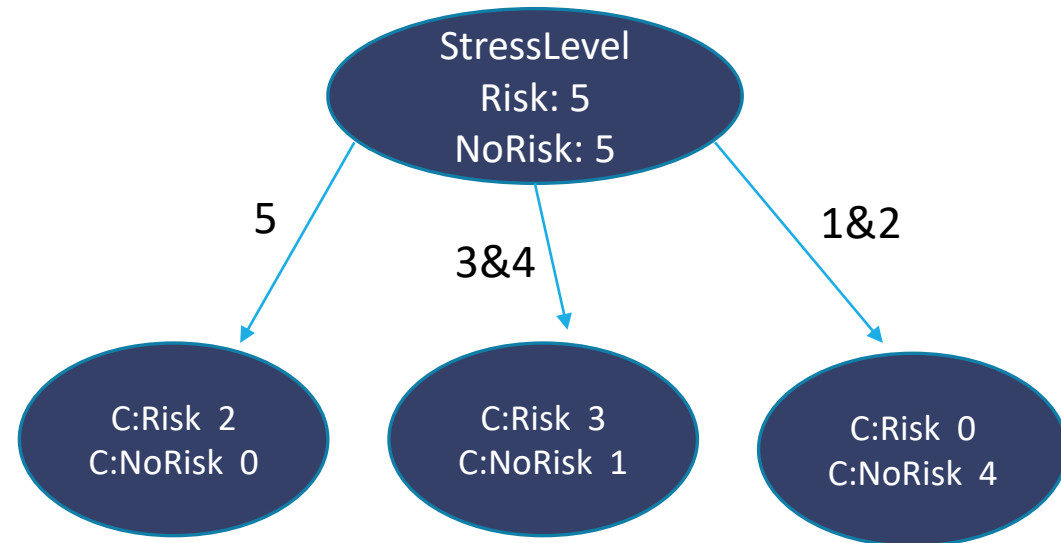 StressLevel
Risk: 5
NoRisk: 5
5
3&4
1&2
C:Risk  2
C:NoRisk  0
C:Risk  3
C:NoRisk  1
C:Risk  0
C:NoRisk  4